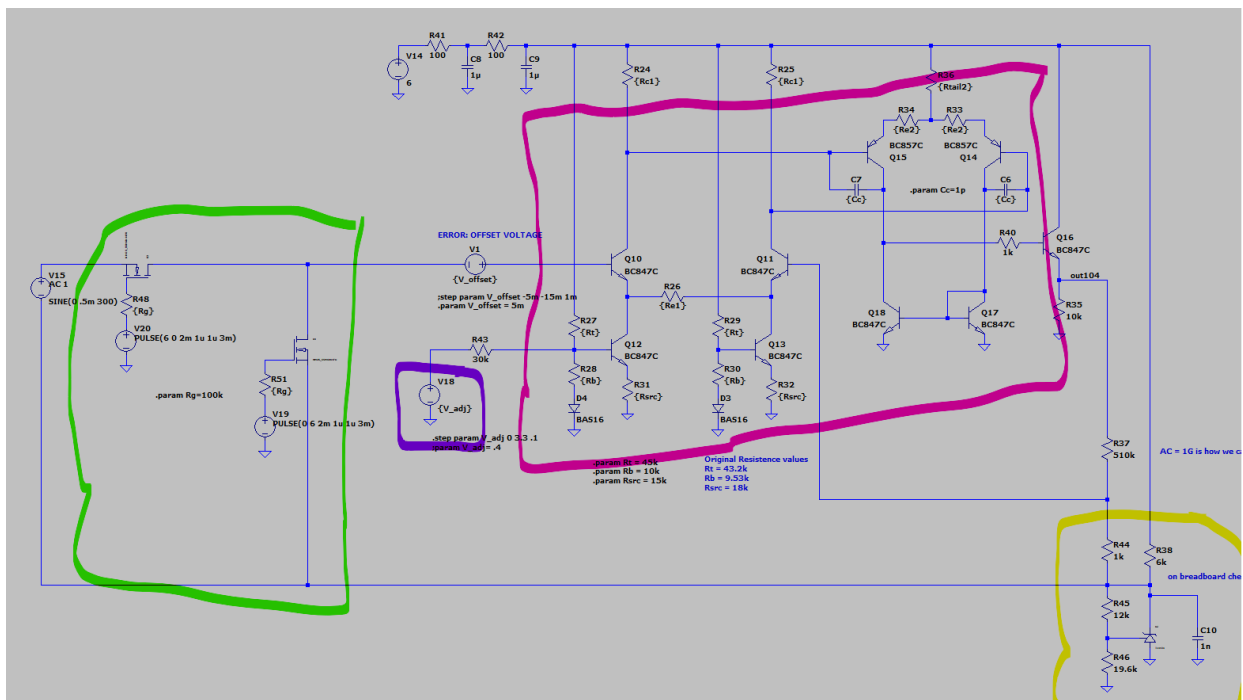 R41
100
R42
100
V14
6
C8
1µ
C9
1µ
R24
{Rc1}
R25
{Rc1}
R36
{Rtail2}
R34
{Re2}
R33
{Re2}
BC857C
Q15
BC857C
Q14
C7
{Cc}
.param Cc=1p
C6
{Cc}
ERROR: OFFSET VOLTAGE
V1
{V_offset}
;step param V_offset -5m -15m 1m
.param V_offset = 5m
Q10
BC847C
Q11
BC847C
R26
{Re1}
R40
1k
Q16
BC847C
out104
R35
10k
V15
AC 1
SINE(0 .5m 300)
R48
{Rg}
V20
PULSE(6 0 2m 1u 1u 3m)
R51
{Rg}
V19
PULSE(0 6 2m 1u 1u 3m)
.param Rg=100k
R27
{Rt}
R29
{Rt}
Q18
BC847C
Q17
BC847C
R43
30k
Q12
BC847C
Q13
BC847C
V18
{V_adj}
R28
{Rb}
R31
{Rsrc}
R30
{Rb}
R32
{Rsrc}
D4
BAS16
D3
BAS16
.step param V_adj 0 3.3 .1
.param V_adj= .4
.param Rt = 45k
.param Rb = 10k
.param Rsrc = 15k
Original Resistence values
Rt = 43.2k
Rb = 9.53k
Rsrc = 18k
R37
510k
AC = 1G is how we c
R44
1k
R38
6k
on breadboard che
R45
12k
R46
19.6k
C10
1n